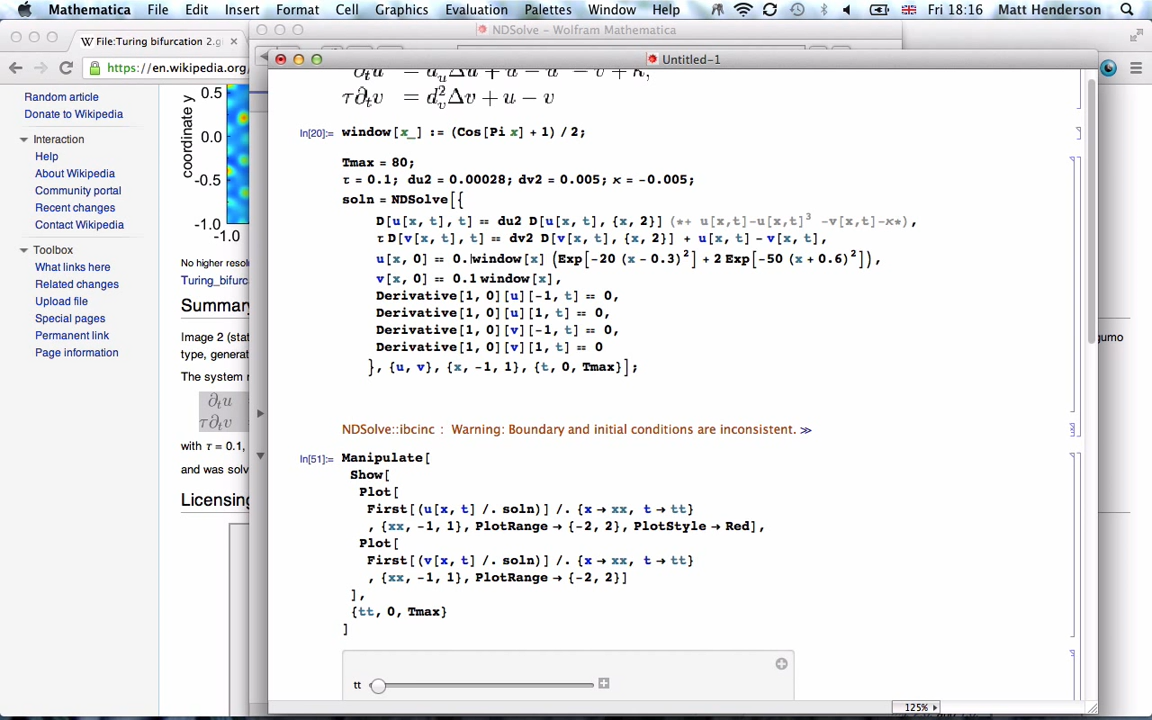 Mathematica File Edit Insert Format Cell Graphics Evaluation Palettes Window Help Fri 18:16 Matt Henderson
W File:Turing bifurcation 2.g
https://en.wikipedia.org/
NDSolve - Wolfram Mathematica
Untitled-1
Random article
Donate to Wikipedia
Interaction
Help
About Wikipedia
Community portal
Recent changes
Contact Wikipedia
Toolbox
What links here
Related changes
Upload file
Special pages
Permanent link
Page information
coordinate y
0.5
0.0
-0.5
-1.0
-1.0
No higher resol
Turing_bifurc
Summary
Image 2 (stat
type, generat
The system r
∂ₜu
τ∂ₜv
with τ = 0.1,
and was solv
Licensing
gumo
τ∂ₜv = d²ᵥΔv + u − v
In[20]:= window[x_] := (Cos[Pi x] + 1) / 2;
Tmax = 80;
τ = 0.1; du2 = 0.00028; dv2 = 0.005; κ = -0.005;
soln = NDSolve[{
D[u[x, t], t] == du2 D[u[x, t], {x, 2}] (*+ u[x,t]-u[x,t]³ -v[x,t]-κ*),
τ D[v[x, t], t] == dv2 D[v[x, t], {x, 2}] + u[x, t] - v[x, t],
u[x, 0] == 0.window[x] (Exp[-20 (x - 0.3)²] + 2 Exp[-50 (x + 0.6)²]),
v[x, 0] == 0.1 window[x],
Derivative[1, 0][u][-1, t] == 0,
Derivative[1, 0][u][1, t] == 0,
Derivative[1, 0][v][-1, t] == 0,
Derivative[1, 0][v][1, t] == 0
}, {u, v}, {x, -1, 1}, {t, 0, Tmax}];
NDSolve::ibcinc : Warning: Boundary and initial conditions are inconsistent. ≫
In[51]:= Manipulate[
Show[
Plot[
First[(u[x, t] /. soln)] /. {x → xx, t → tt}
, {xx, -1, 1}, PlotRange → {-2, 2}, PlotStyle → Red],
Plot[
First[(v[x, t] /. soln)] /. {x → xx, t → tt}
, {xx, -1, 1}, PlotRange → {-2, 2}]
],
{tt, 0, Tmax}
]
tt
125%